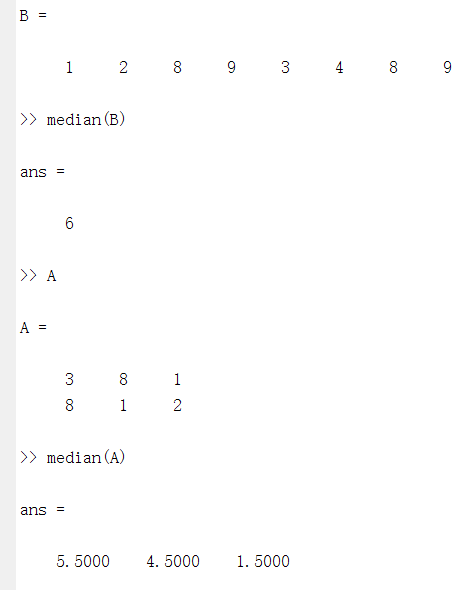 B =
1 2 8 9 3 4 8 9
>> median(B)
ans =
6
>> A
A =
3 8 1
8 1 2
>> median(A)
ans =
5.5000 4.5000 1.5000